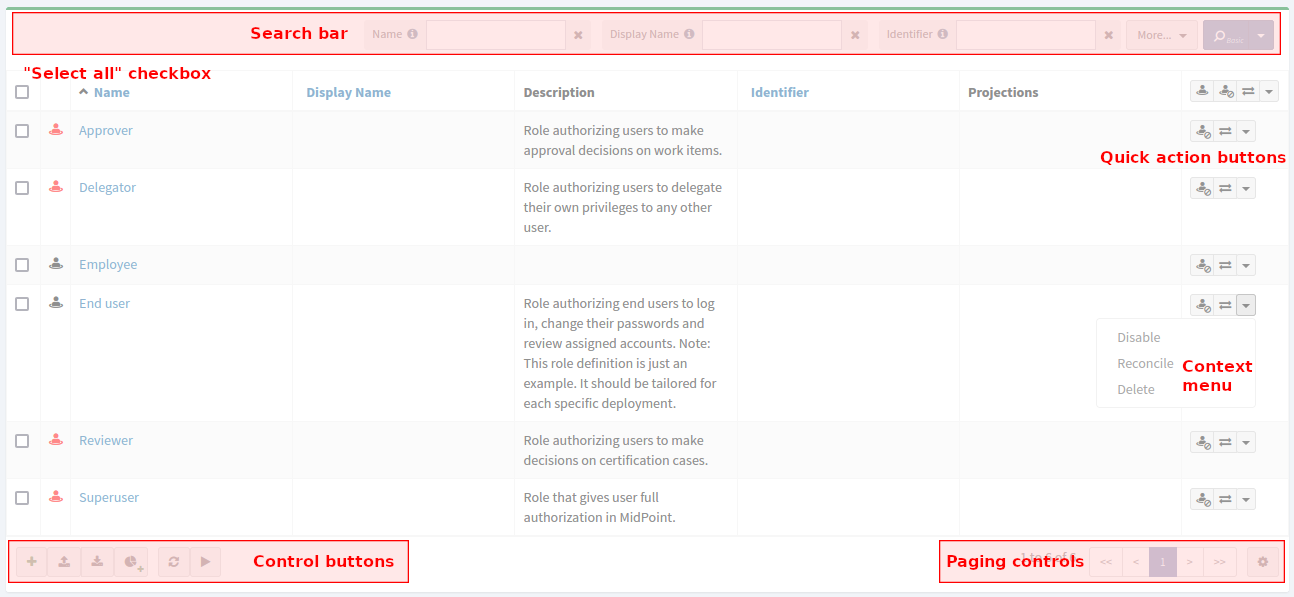 Search bar
Name
Display Name
Identifier
More...
"Select all" checkbox
Name
Display Name
Description
Identifier
Projections
Approver
Role authorizing users to make
approval decisions on work items.
Quick action buttons
Delegator
Role authorizing users to delegate
their own privileges to any other
user.
Employee
End user
Role authorizing end users to log
in, change their passwords and
review assigned accounts. Note:
This role definition is just an
example. It should be tailored for
each specific deployment.
Disable
Reconcile
Delete
Context
menu
Reviewer
Role authorizing users to make
decisions on certification cases.
Superuser
Role that gives user full
authorization in MidPoint.
Control buttons
1 to 6 of 6
Paging controls
<<
<
1
>
>>